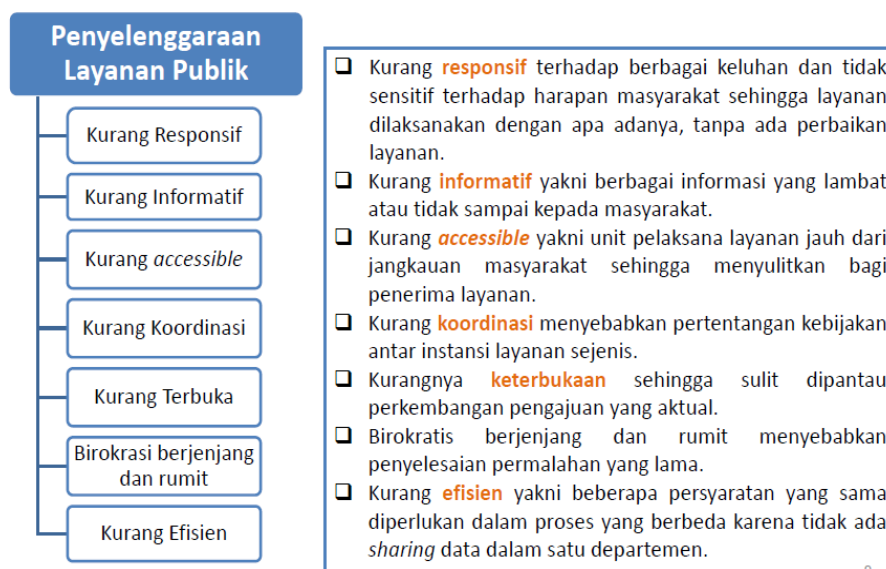 Penyelenggaraan
Layanan Publik
Kurang Responsif
Kurang Informatif
Kurang accessible
Kurang Koordinasi
Kurang Terbuka
Birokrasi berjenjang
dan rumit
Kurang Efisien
Kurang responsif terhadap berbagai keluhan dan tidak
sensitif terhadap harapan masyarakat sehingga layanan
dilaksanakan dengan apa adanya, tanpa ada perbaikan
layanan.
Kurang informatif yakni berbagai informasi yang lambat
atau tidak sampai kepada masyarakat.
Kurang accessible yakni unit pelaksana layanan jauh dari
jangkauan masyarakat sehingga menyulitkan bagi
penerima layanan.
Kurang koordinasi menyebabkan pertentangan kebijakan
antar instansi layanan sejenis.
Kurangnya keterbukaan sehingga sulit dipantau
perkembangan pengajuan yang aktual.
Birokratis berjenjang dan rumit menyebabkan
penyelesaian permalahan yang lama.
Kurang efisien yakni beberapa persyaratan yang sama
diperlukan dalam proses yang berbeda karena tidak ada
sharing data dalam satu departemen.